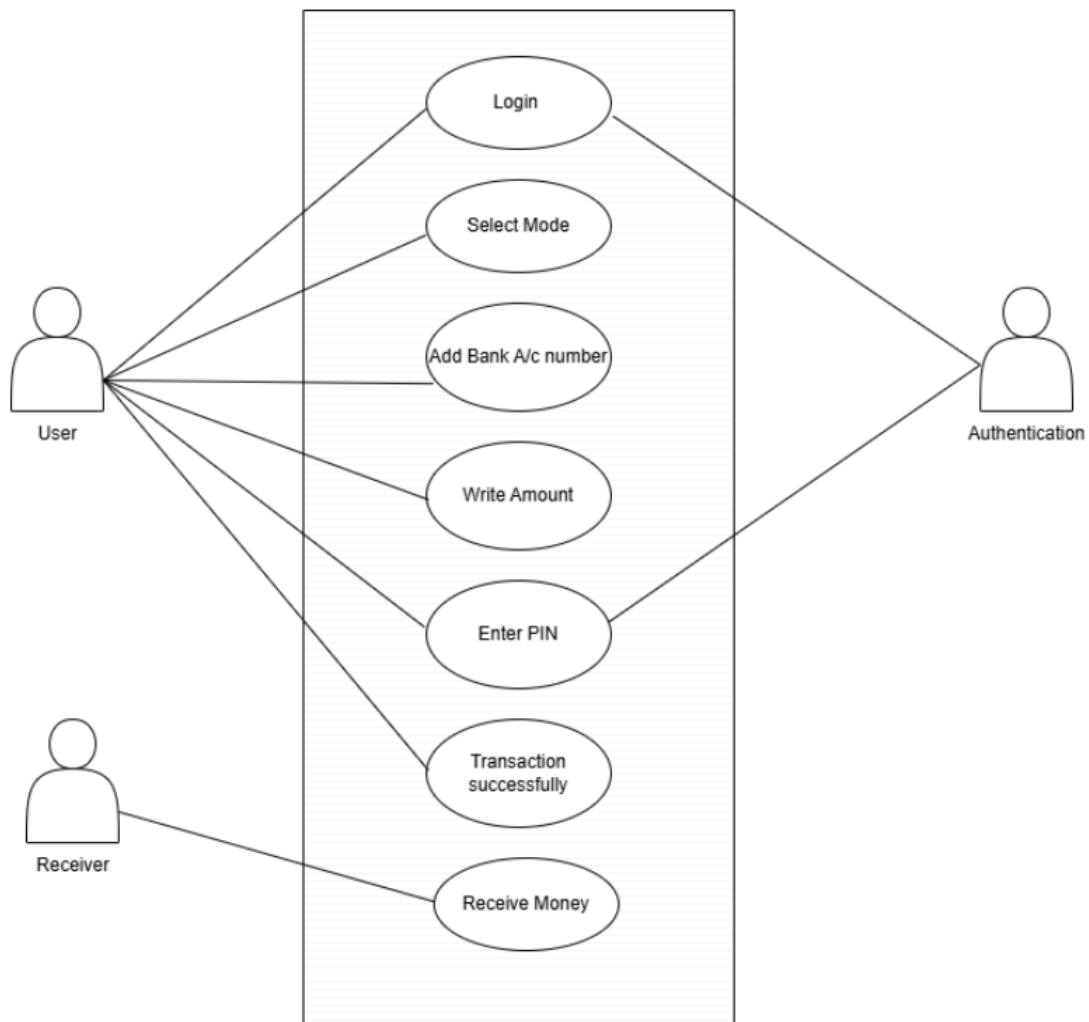 Login
Select Mode
Add Bank A/c number
User
Authentication
Write Amount
Enter PIN
Transaction
successfully
Receiver
Receive Money